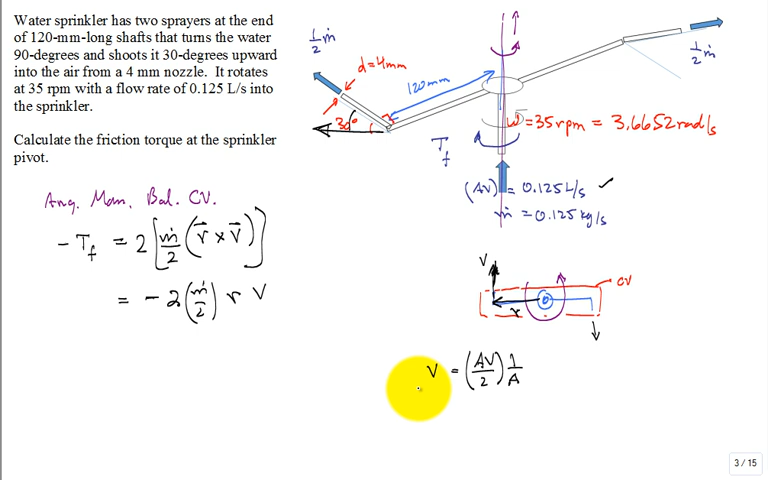 Water sprinkler has two sprayers at the end
of 120-mm-long shafts that turns the water
90-degrees and shoots it 30-degrees upward
into the air from a 4 mm nozzle. It rotates
at 35 rpm with a flow rate of 0.125 L/s into
the sprinkler.
Calculate the friction torque at the sprinkler
pivot.
½ ṁ
d=4mm
120mm
30°
½ ṁ
T_f
ω = 35 rpm = 3.6652 rad/s
(AV) = 0.125 L/s ✓
ṁ = 0.125 kg/s
Ang. Mom. Bal. CV.
-T_f = 2 [ṁ/2 (r⃗ × v⃗)]
= -2 (ṁ/2) r V
V
CV
r
V = (AV/2) 1/A
3 / 15